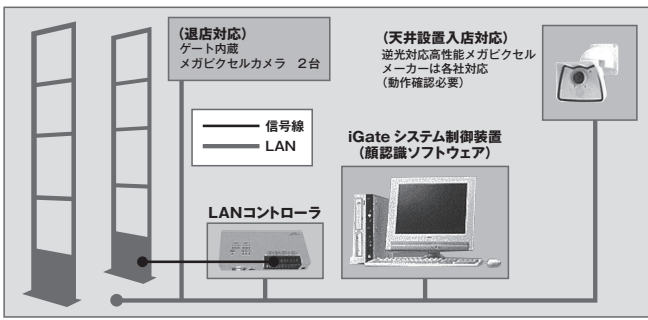 (退店対応)
ゲート内蔵
メガピクセルカメラ 2台
(天井設置入店対応)
逆光対応高性能メガピクセル
メーカーは各社対応
(動作確認必要)
信号線
LAN
iGate システム制御装置
(顔認識ソフトウェア)
LANコントローラ